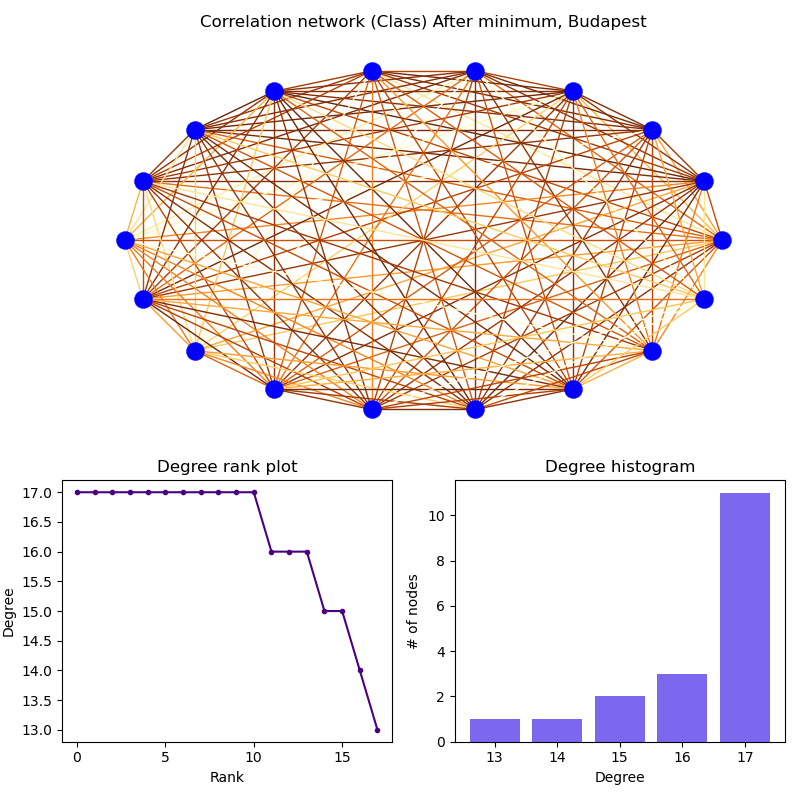 Correlation network (Class) After minimum, Budapest
Degree rank plot
17.0
16.5
16.0
15.5
15.0
14.5
14.0
13.5
13.0
Degree
0 5 10 15
Rank
Degree histogram
10
8
6
4
2
0
# of nodes
13 14 15 16 17
Degree